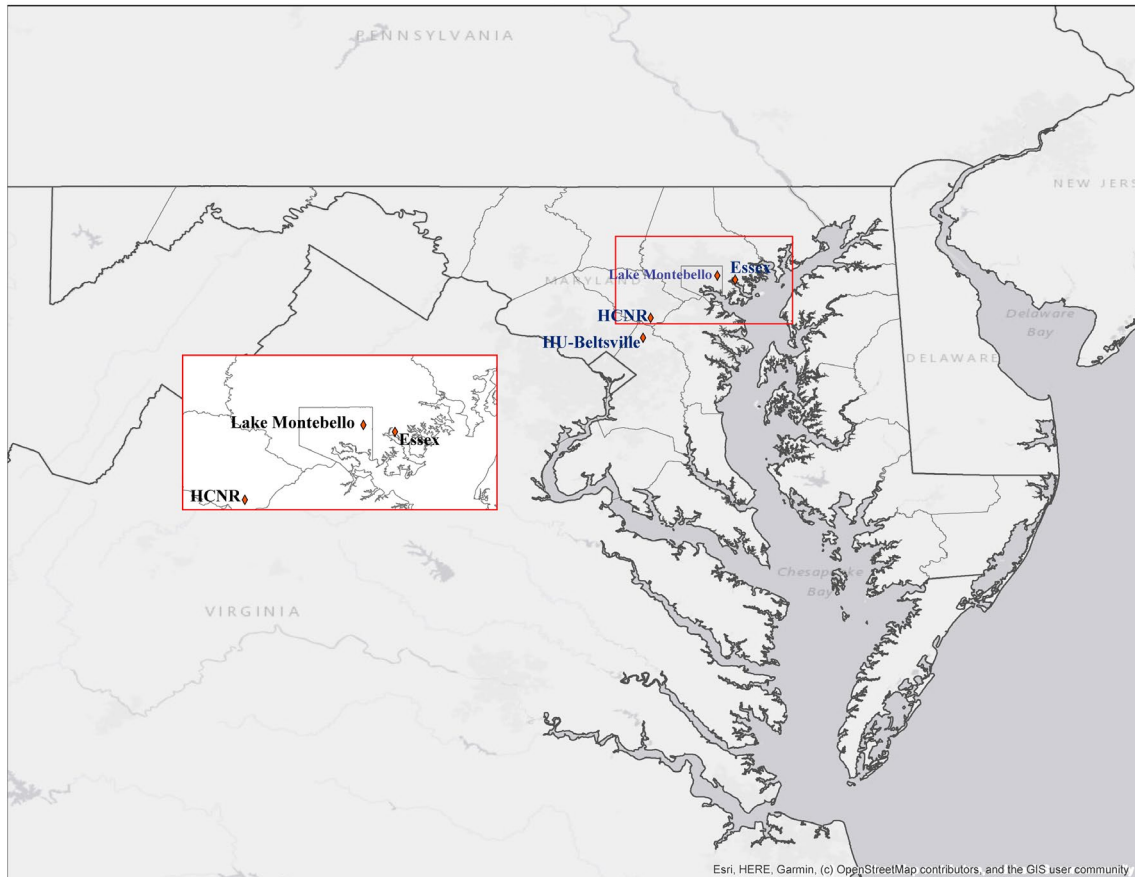 PENNSYLVANIA
NEW JERS
Essex
Lake Montebello
MARYLAND
HCNR
Delaware
Bay
HU-Beltsville
DELAWARE
Lake Montebello
Essex
HCNR
Chesapeake
Bay
VIRGINIA
Esri, HERE, Garmin, (c) OpenStreetMap contributors, and the GIS user community